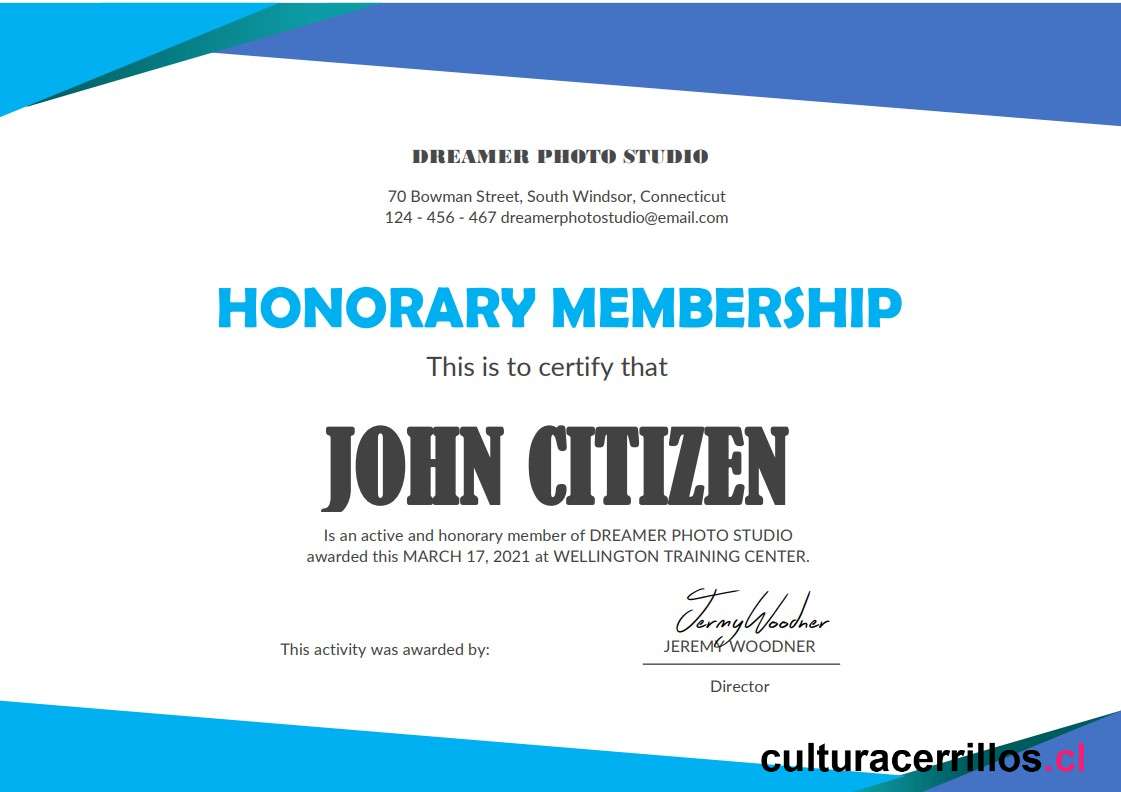 DREAMER PHOTO STUDIO
70 Bowman Street, South Windsor, Connecticut
124 - 456 - 467 dreamerphotostudio@email.com
HONORARY MEMBERSHIP
This is to certify that
JOHN CITIZEN
Is an active and honorary member of DREAMER PHOTO STUDIO
awarded this MARCH 17, 2021 at WELLINGTON TRAINING CENTER.
JermyWoodner
This activity was awarded by:
JEREMY WOODNER
Director
culturacerrillos.cl